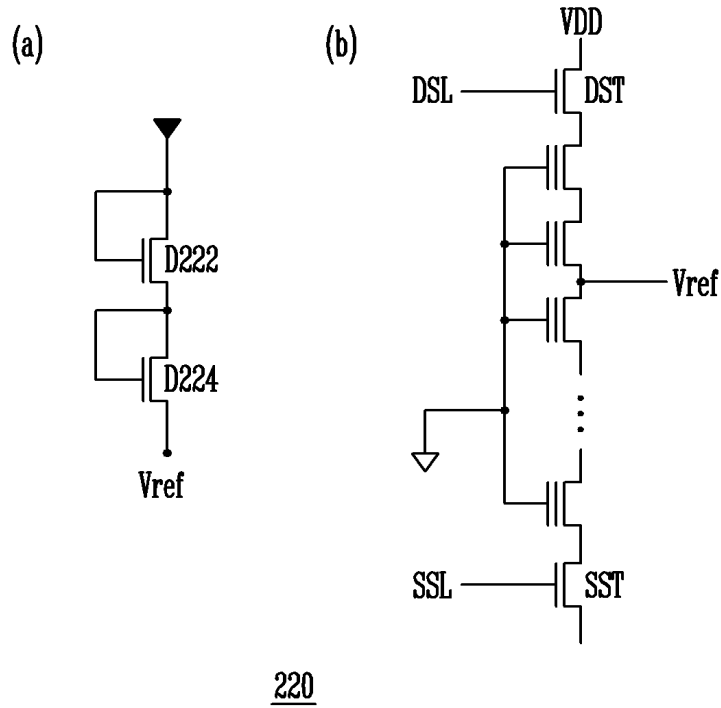 (a)
(b)
VDD
DSL
DST
D222
Vref
D224
Vref
SSL
SST
220